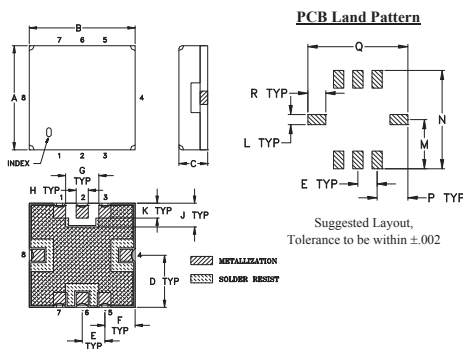 PCB Land Pattern
B
7 6 5
A
8
4
INDEX
1 2 3
C
Q
R TYP
L TYP
N
M
E TYP
P TYP
Suggested Layout,
Tolerance to be within ±.002
G
TYP
H TYP
1 2 3
K TYP
J TYP
8
4
D
TYP
METALLIZATION
SOLDER RESIST
7 6 5
F
TYP
E
TYP